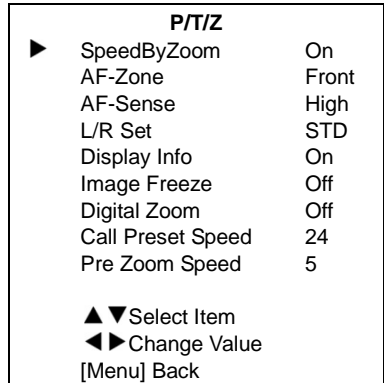 P/T/Z
▶ SpeedByZoom On
AF-Zone Front
AF-Sense High
L/R Set STD
Display Info On
Image Freeze Off
Digital Zoom Off
Call Preset Speed 24
Pre Zoom Speed 5
▲▼Select Item
◀▶Change Value
[Menu] Back